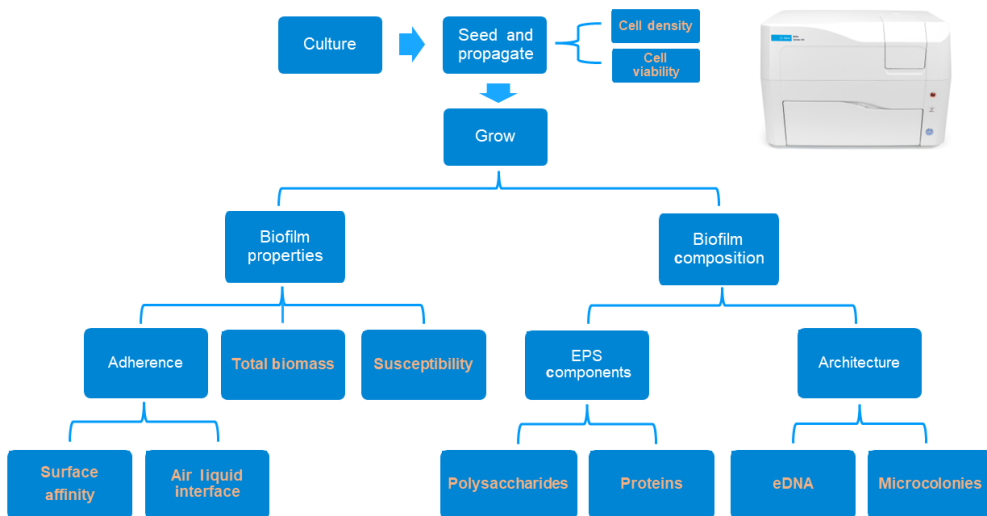 Culture
Seed and
propagate
Cell density
Cell
viability
Grow
Biofilm
properties
Biofilm
composition
Adherence
Total biomass
Susceptibility
EPS
components
Architecture
Surface
affinity
Air liquid
interface
Polysaccharides
Proteins
eDNA
Microcolonies